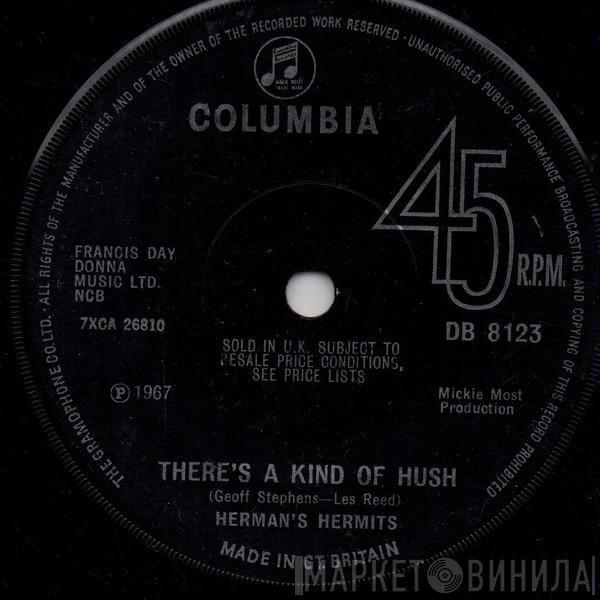 THE GRAMOPHONE CO. LTD. · ALL RIGHTS OF THE MANUFACTURER AND OF THE OWNER OF THE RECORDED WORK RESERVED · UNAUTHORISED PUBLIC PERFORMANCE BROADCASTING AND COPYING OF THIS RECORD PROHIBITED
MAGIC NOTES
TRADE MARK
COLUMBIA
45
R.P.M.
FRANCIS DAY
DONNA
MUSIC LTD.
NCB
7XCA 26810
DB 8123
SOLD IN U.K. SUBJECT TO
RESALE PRICE CONDITIONS,
SEE PRICE LISTS
Ⓟ 1967
Mickie Most
Production
THERE'S A KIND OF HUSH
(Geoff Stephens—Les Reed)
HERMAN'S HERMITS
MADE IN GT. BRITAIN
МАРКЕТ ВИНИЛА